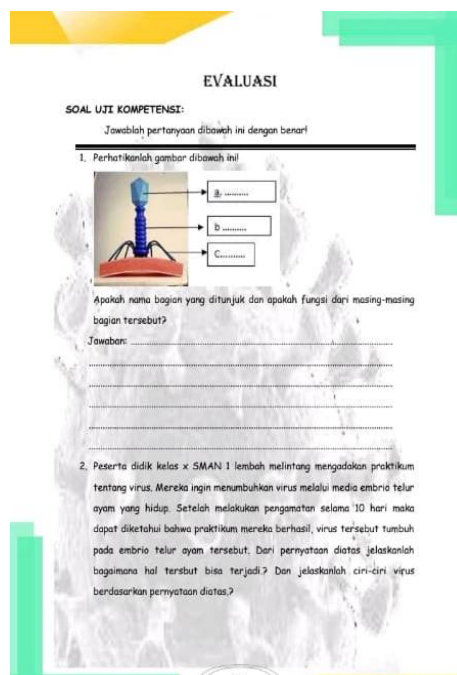 EVALUASI
SOAL UJI KOMPETENSI:
Jawablah pertanyaan dibawah ini dengan benar!
1. Perhatikanlah gambar dibawah ini!
a. ..........
b ..........
C...........
Apakah nama bagian yang ditunjuk dan apakah fungsi dari masing-masing
bagian tersebut?
Jawaban: ..........
2. Peserta didik kelas x SMAN 1 lembah melintang mengadakan praktikum
tentang virus. Mereka ingin menumbuhkan virus melalui media embrio telur
ayam yang hidup. Setelah melakukan pengamatan selama 10 hari maka
dapat diketahui bahwa praktikum mereka berhasil, virus tersebut tumbuh
pada embrio telur ayam tersebut. Dari pernyataan diatas jelaskanlah
bagaimana hal tersbut bisa terjadi.? Dan jelaskanlah ciri-ciri virus
berdasarkan pernyataan diatas.?